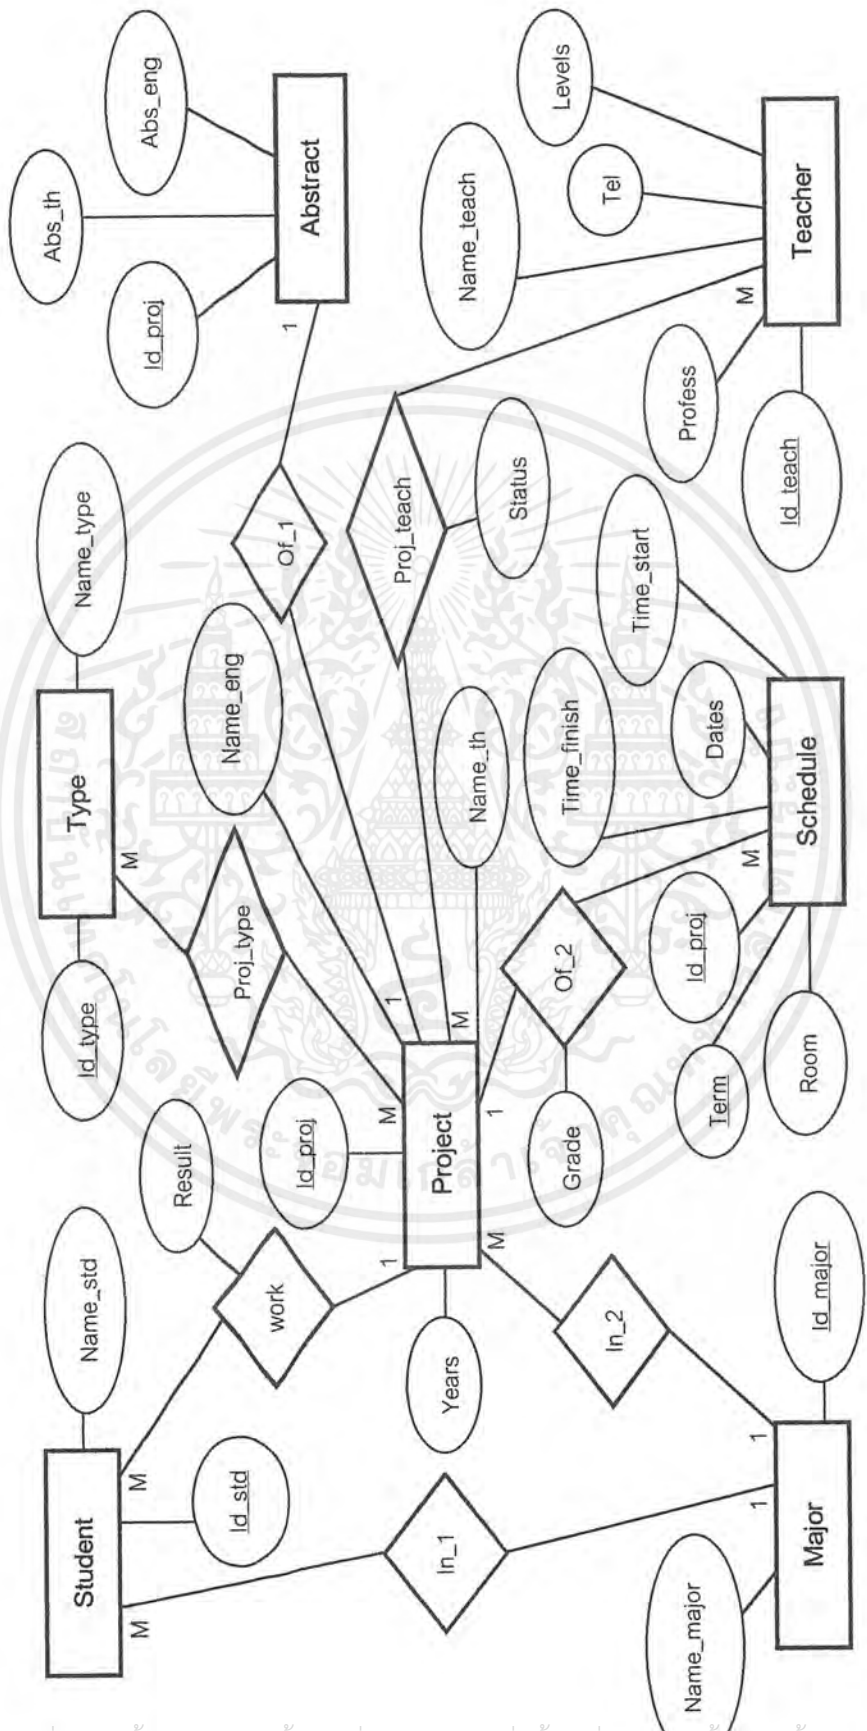 Abs_th
Student
Name_std
Id_type
Type
Name_type
Abs_eng
M
M
Result
M
Id_proj
Id_std
work
Proj_type
Name_eng
Of_1
1
Abstract
Id_proj
1
M
1
Proj_teach
In_1
Years
Project
M
Name_th
Name_teach
M
1
Status
Levels
In_2
Grade
Of_2
Time_finish
Tel
Time_start
Name_major
Id_proj
Profess
1
1
Term
M
Dates
M
Major
Id_major
Room
Schedule
Id_teach
Teacher